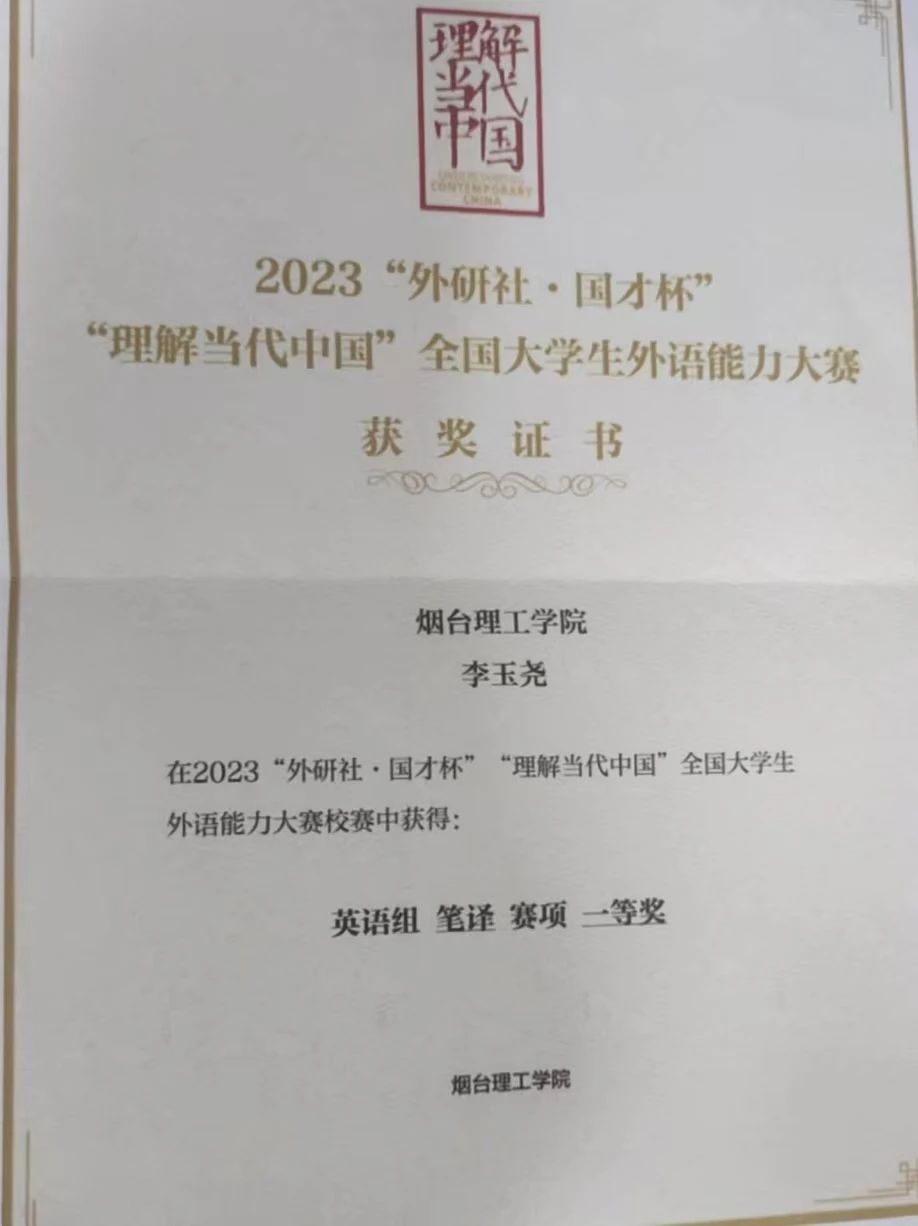 理解
当代
中国
UNDERSTANDING
CONTEMPORARY
CHINA
2023“外研社·国才杯”
“理解当代中国”全国大学生外语能力大赛
获奖证书
烟台理工学院
李玉尧
在2023“外研社·国才杯”“理解当代中国”全国大学生
外语能力大赛校赛中获得：
英语组 笔译 赛项 一等奖
烟台理工学院